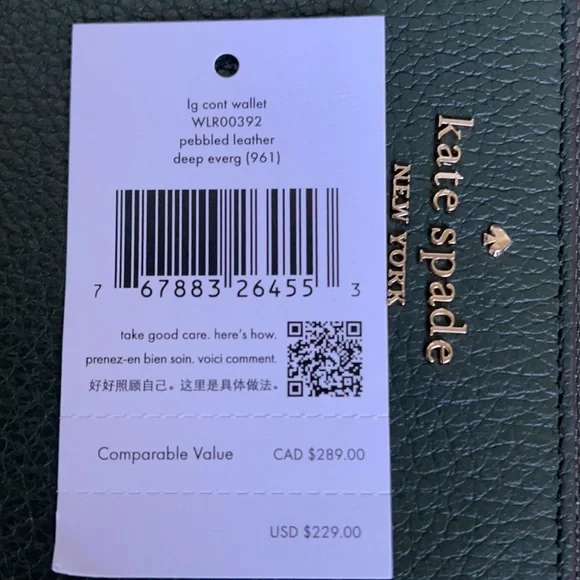 lg cont wallet
WLR00392
pebbled leather
deep everg (961)
7 67883 26455 3
take good care. here's how.
prenez-en bien soin. voici comment.
好好照顾自己。这里是具体做法。
Comparable Value CAD $289.00
USD $229.00
kate spade
NEW YORK